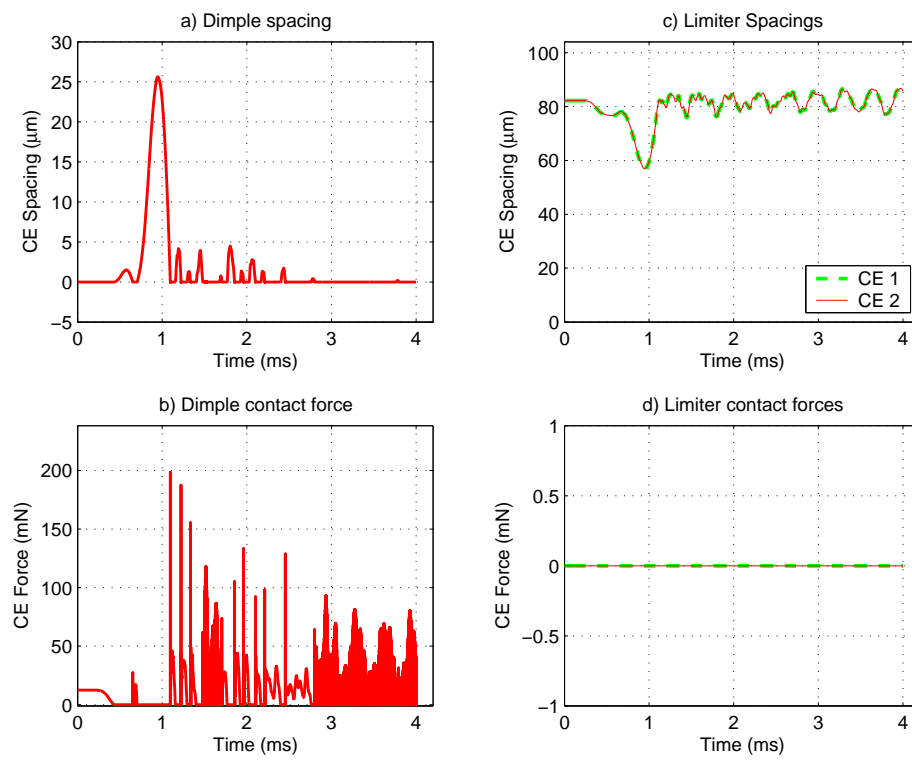 a) Dimple spacing
30
25
20
15
10
5
0
−5
CE Spacing (μm)
0 1 2 3 4
Time (ms)
c) Limiter Spacings
100
80
60
40
20
0
CE Spacing (μm)
CE 1
CE 2
0 1 2 3 4
Time (ms)
b) Dimple contact force
200
150
100
50
0
CE Force (mN)
0 1 2 3 4
Time (ms)
d) Limiter contact forces
1
0.5
0
−0.5
−1
CE Force (mN)
0 1 2 3 4
Time (ms)